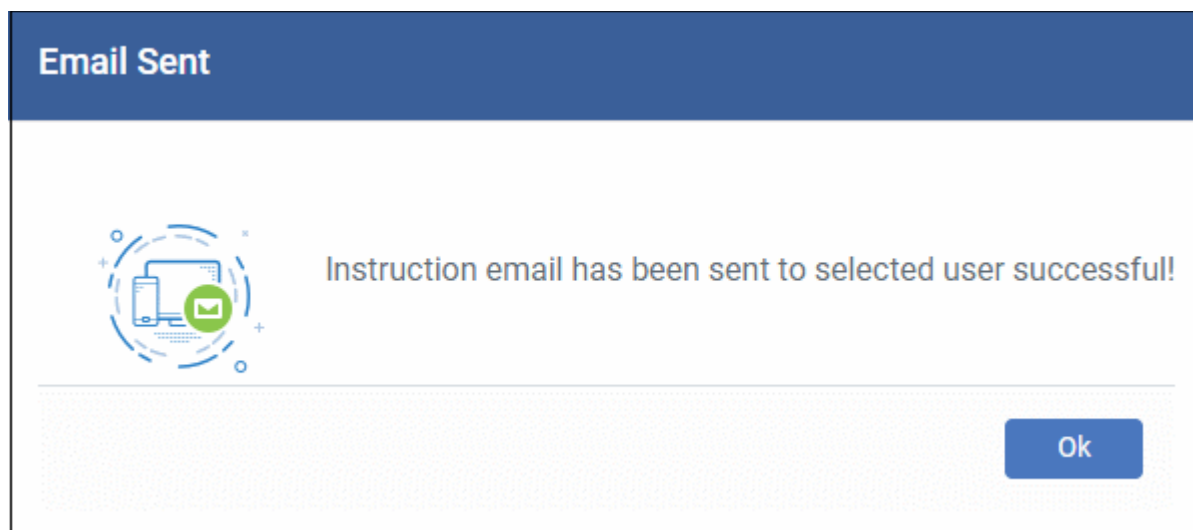 Email Sent
Instruction email has been sent to selected user successful!
Ok